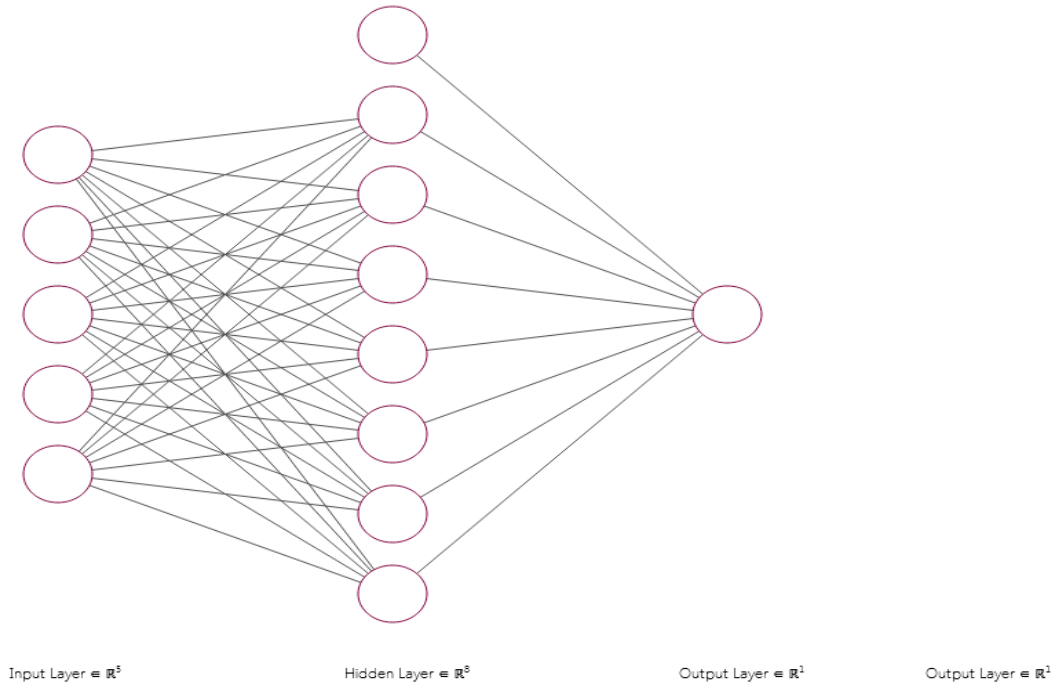 Input Layer ∈ ℝ⁵
Hidden Layer ∈ ℝ⁸
Output Layer ∈ ℝ¹
Output Layer ∈ ℝ¹